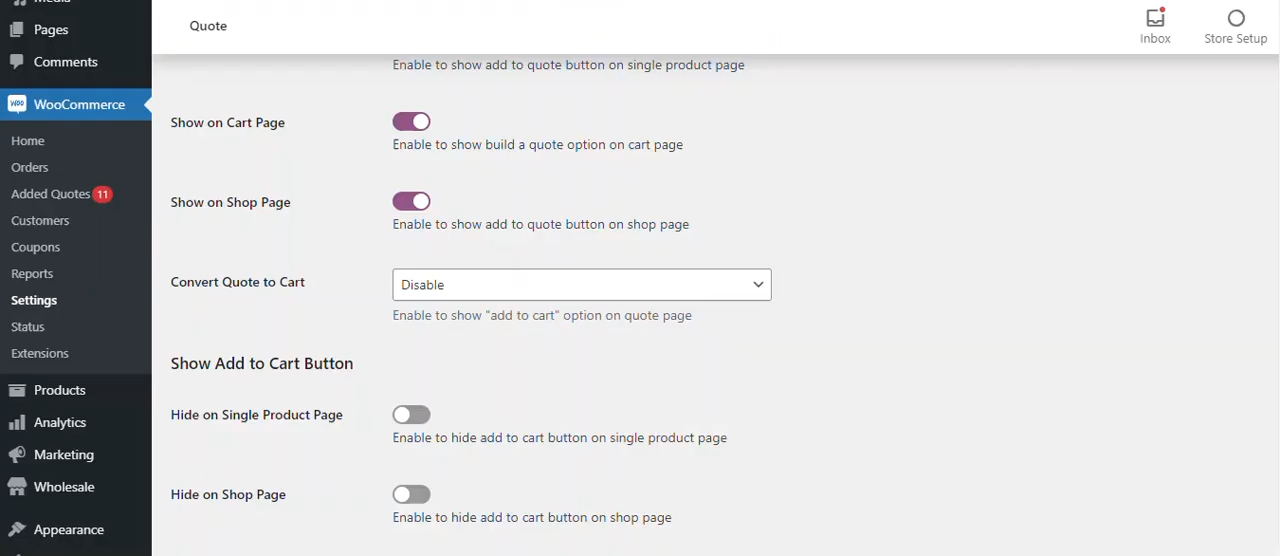 Media
Pages
Comments
WooCommerce
Home
Orders
Added Quotes 11
Customers
Coupons
Reports
Settings
Status
Extensions
Products
Analytics
Marketing
Wholesale
Appearance
Quote
Inbox
Store Setup
Enable to show add to quote button on single product page
Show on Cart Page
Enable to show build a quote option on cart page
Show on Shop Page
Enable to show add to quote button on shop page
Convert Quote to Cart
Disable
Enable to show "add to cart" option on quote page
Show Add to Cart Button
Hide on Single Product Page
Enable to hide add to cart button on single product page
Hide on Shop Page
Enable to hide add to cart button on shop page